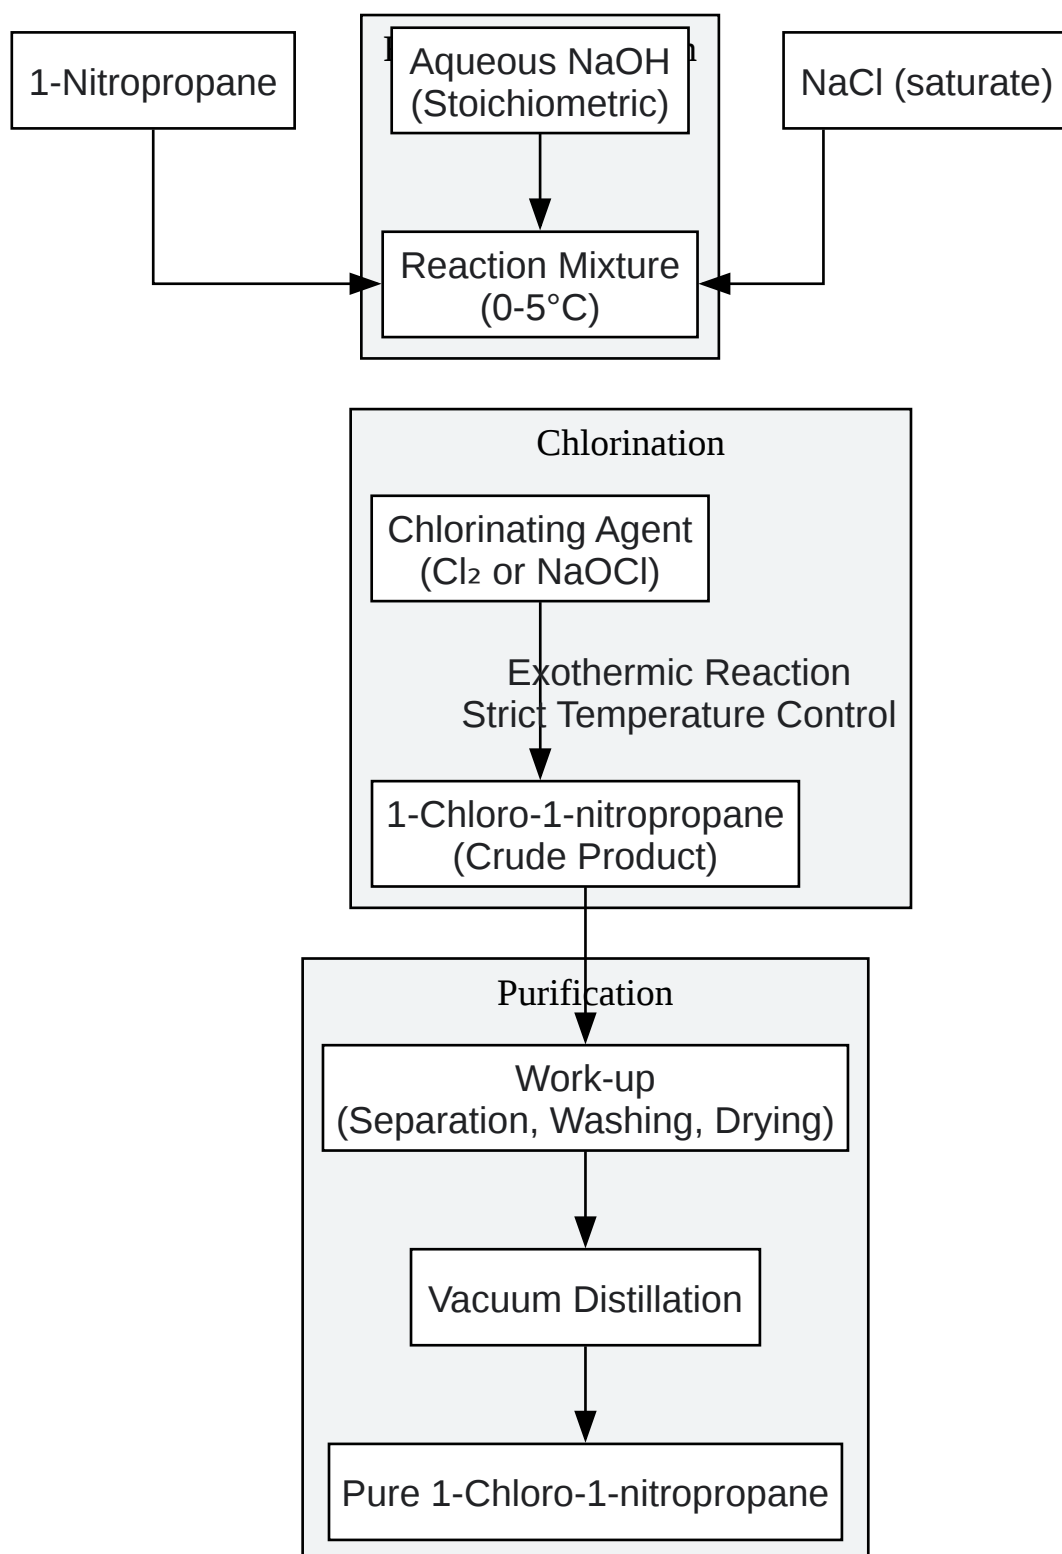 1-Nitropropane
Aqueous NaOH
(Stoichiometric)
NaCl (saturate)
Reaction Mixture
(0-5°C)
Chlorination
Chlorinating Agent
(Cl₂ or NaOCl)
Exothermic Reaction
Strict Temperature Control
1-Chloro-1-nitropropane
(Crude Product)
Purification
Work-up
(Separation, Washing, Drying)
Vacuum Distillation
Pure 1-Chloro-1-nitropropane